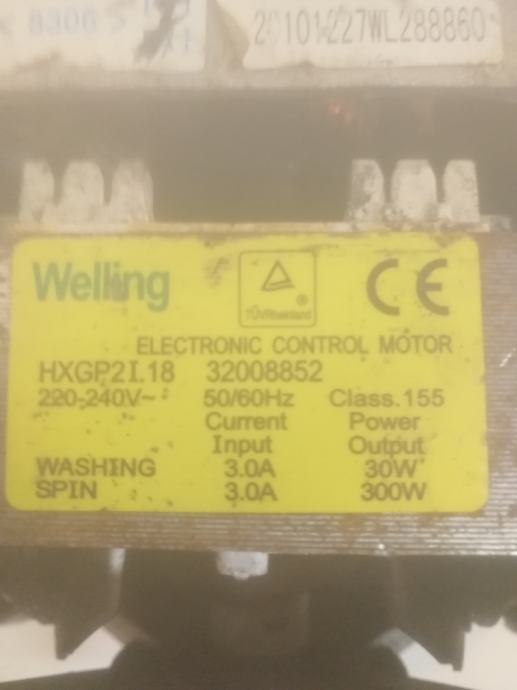 8306
20101227WL288860
Welling
TÜVRheinland
®
CE
ELECTRONIC CONTROL MOTOR
HXGP2I.18 32008852
220-240V~ 50/60Hz Class.155
Current Power
Input Output
WASHING 3.0A 30W
SPIN 3.0A 300W